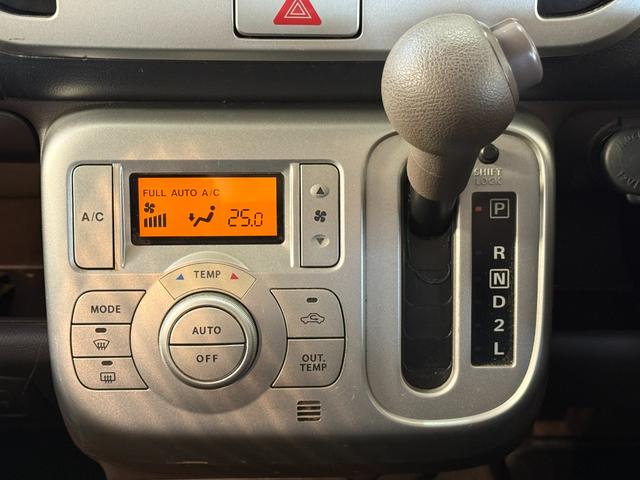 FULL AUTO A/C
25.0
A/C
TEMP
MODE
AUTO
OFF
OUT.
TEMP
SHIFT
LOCK
P
R
N
D
2
L